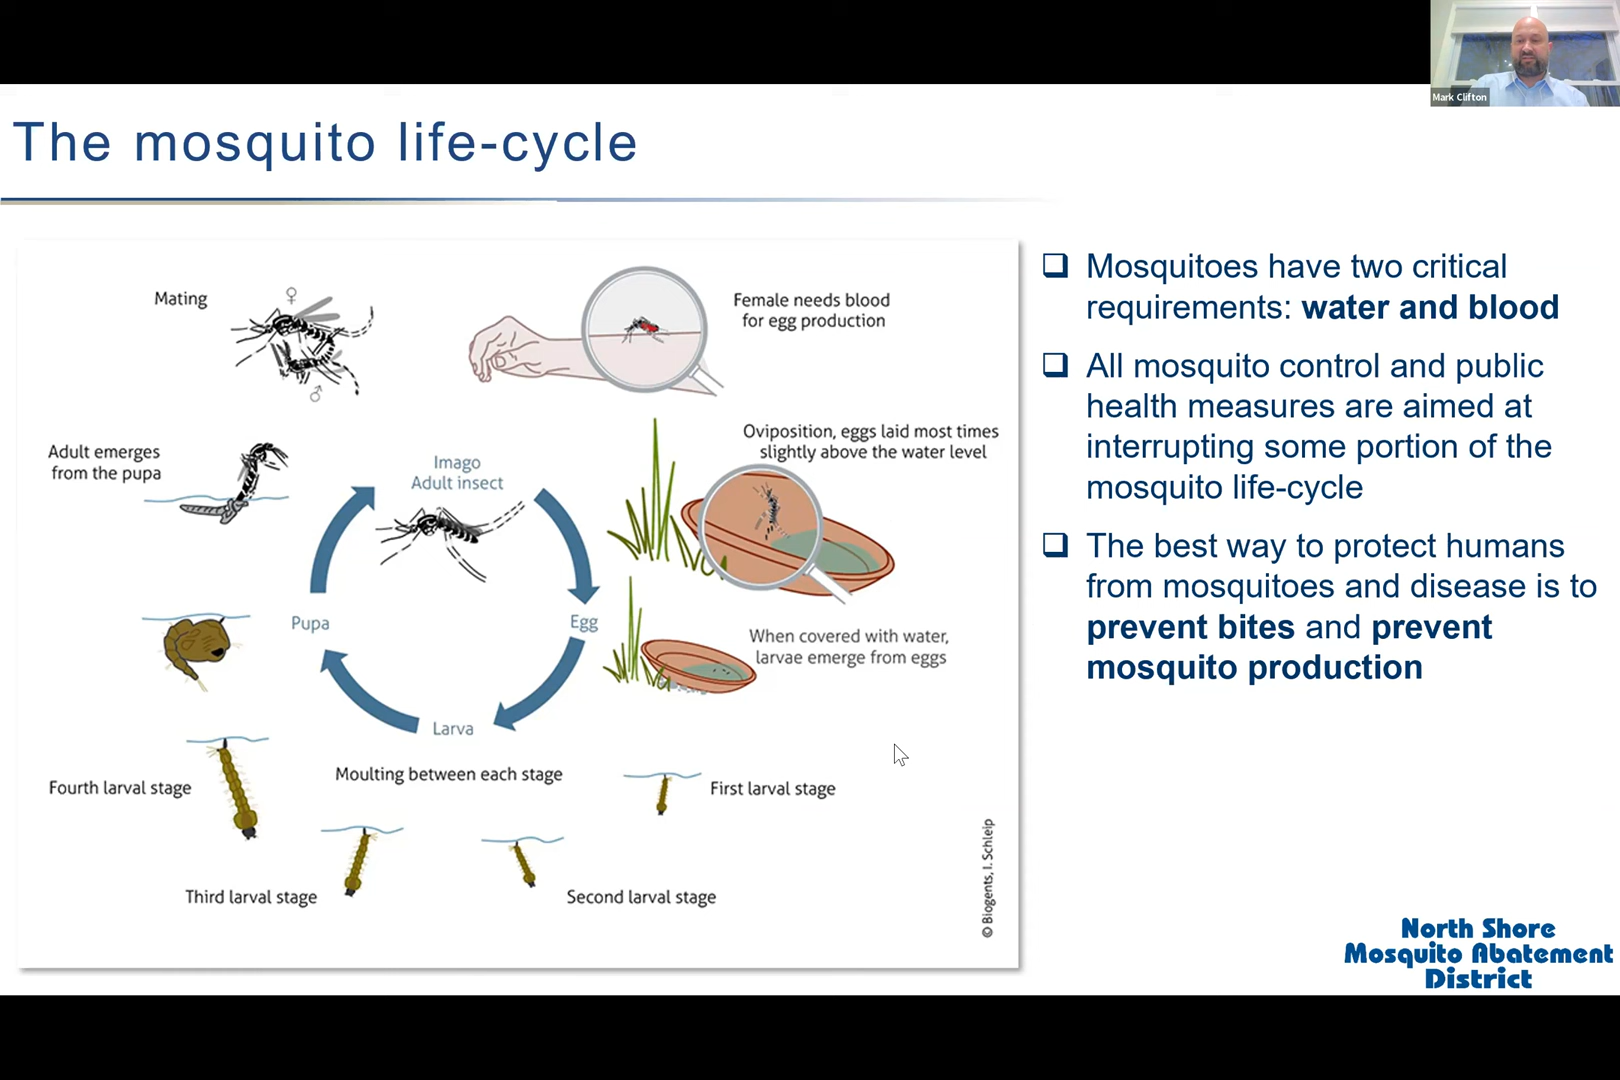 Mark Clifton
The mosquito life-cycle
Mating
♀
♂
Female needs blood
for egg production
Adult emerges
from the pupa
Imago
Adult insect
Oviposition, eggs laid most times
slightly above the water level
Pupa
Egg
When covered with water,
larvae emerge from eggs
Larva
Fourth larval stage
Moulting between each stage
First larval stage
Third larval stage
Second larval stage
© Biogents, I. Schleip
❑ Mosquitoes have two critical
requirements: water and blood
❑ All mosquito control and public
health measures are aimed at
interrupting some portion of the
mosquito life-cycle
❑ The best way to protect humans
from mosquitoes and disease is to
prevent bites and prevent
mosquito production
North Shore
Mosquito Abatement
District